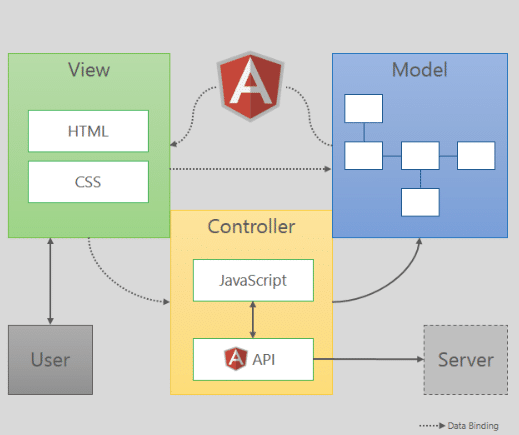 View
Model
HTML
CSS
Controller
JavaScript
API
User
Server
Data Binding